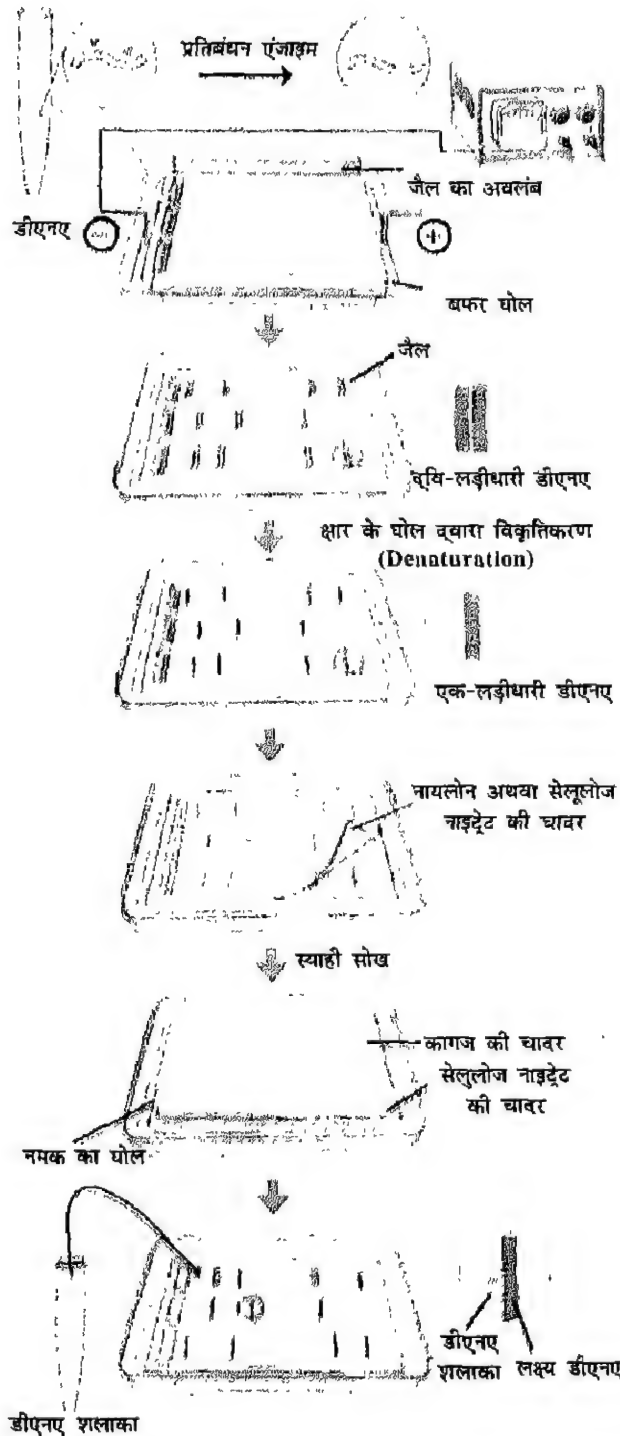 प्रतिबंधन एंजाइम
जैल का अवलंब
डीएनए
बफर घोल
जैल
द्वि-लड़ीधारी डीएनए
क्षार के घोल द्वारा विकृतिकरण
(Denaturation)
एक-लड़ीधारी डीएनए
नायलोन अथवा सेलूलोज
नाइट्रेट की चादर
स्याही सोख
कागज की चादर
सेलुलोज नाइट्रेट
की चादर
नमक का घोल
डीएनए
शलाका
लक्ष्य डीएनए
डीएनए शलाका